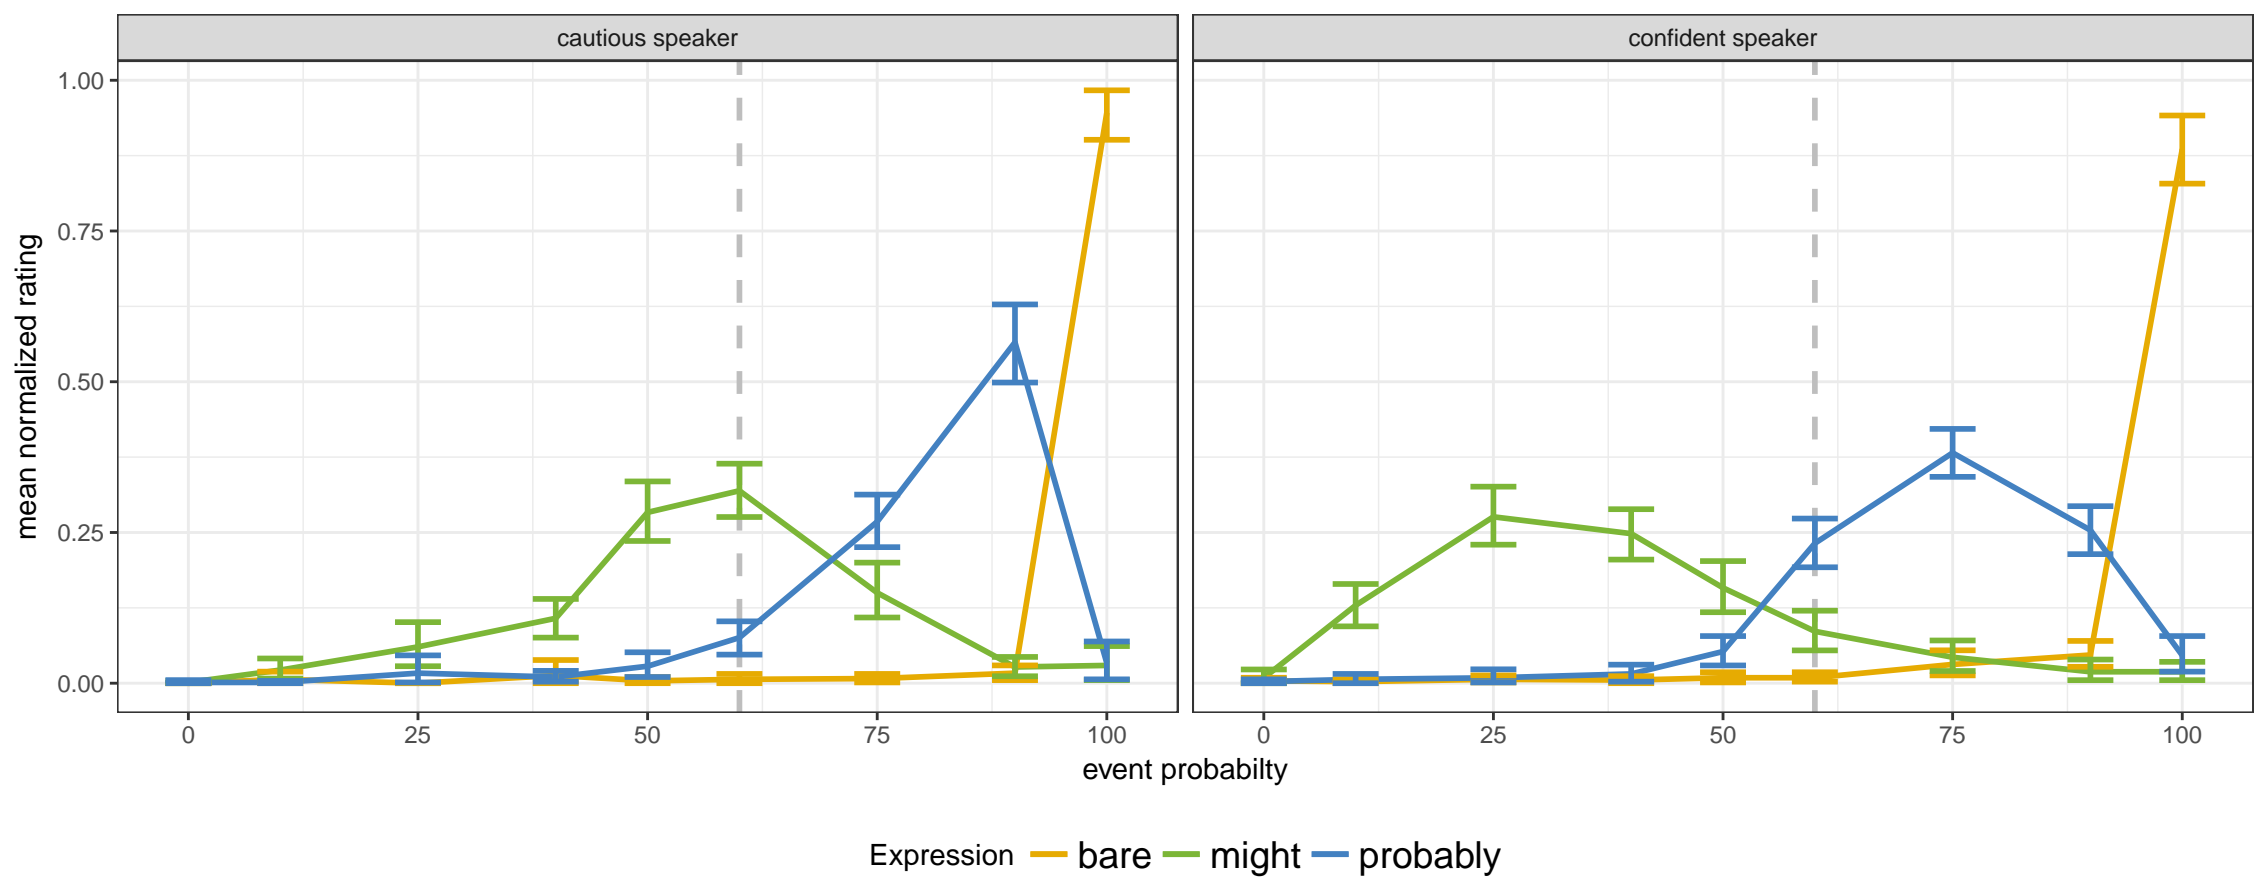 cautious speaker
confident speaker
mean normalized rating
1.00
0.75
0.50
0.25
0.00
0 25 50 75 100
0 25 50 75 100
event probabilty
Expression bare might probably